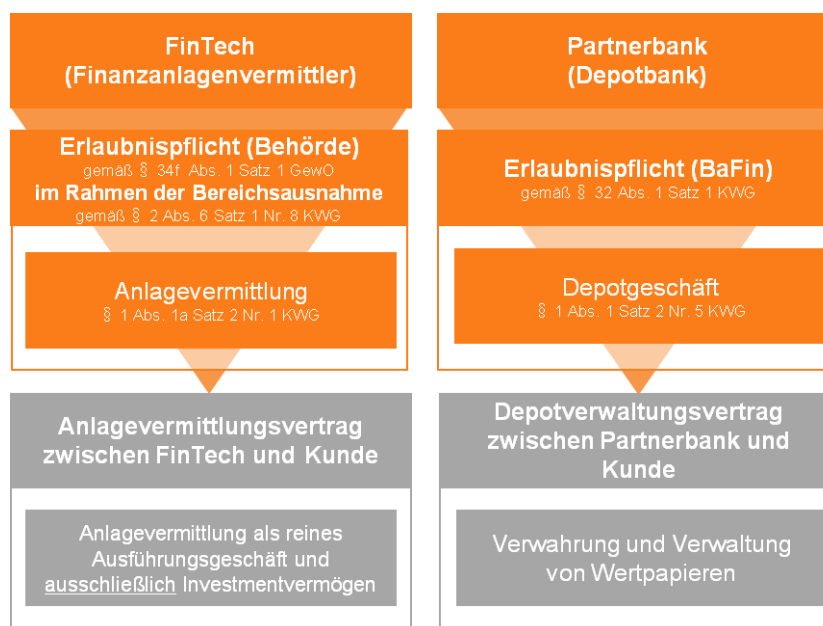 FinTech
(Finanzanlagenvermittler)
Erlaubnispflicht (Behörde)
gemäß § 34f Abs. 1 Satz 1 GewO
im Rahmen der Bereichsausnahme
gemäß § 2 Abs. 6 Satz 1 Nr. 8 KWG
Anlagevermittlung
§ 1 Abs. 1a Satz 2 Nr. 1 KWG
Anlagevermittlungsvertrag
zwischen FinTech und Kunde
Anlagevermittlung als reines
Ausführungsgeschäft und
ausschließlich Investmentvermögen
Partnerbank
(Depotbank)
Erlaubnispflicht (BaFin)
gemäß § 32 Abs. 1 Satz 1 KWG
Depotgeschäft
§ 1 Abs. 1 Satz 2 Nr. 5 KWG
Depotverwaltungsvertrag
zwischen Partnerbank und
Kunde
Verwahrung und Verwaltung
von Wertpapieren